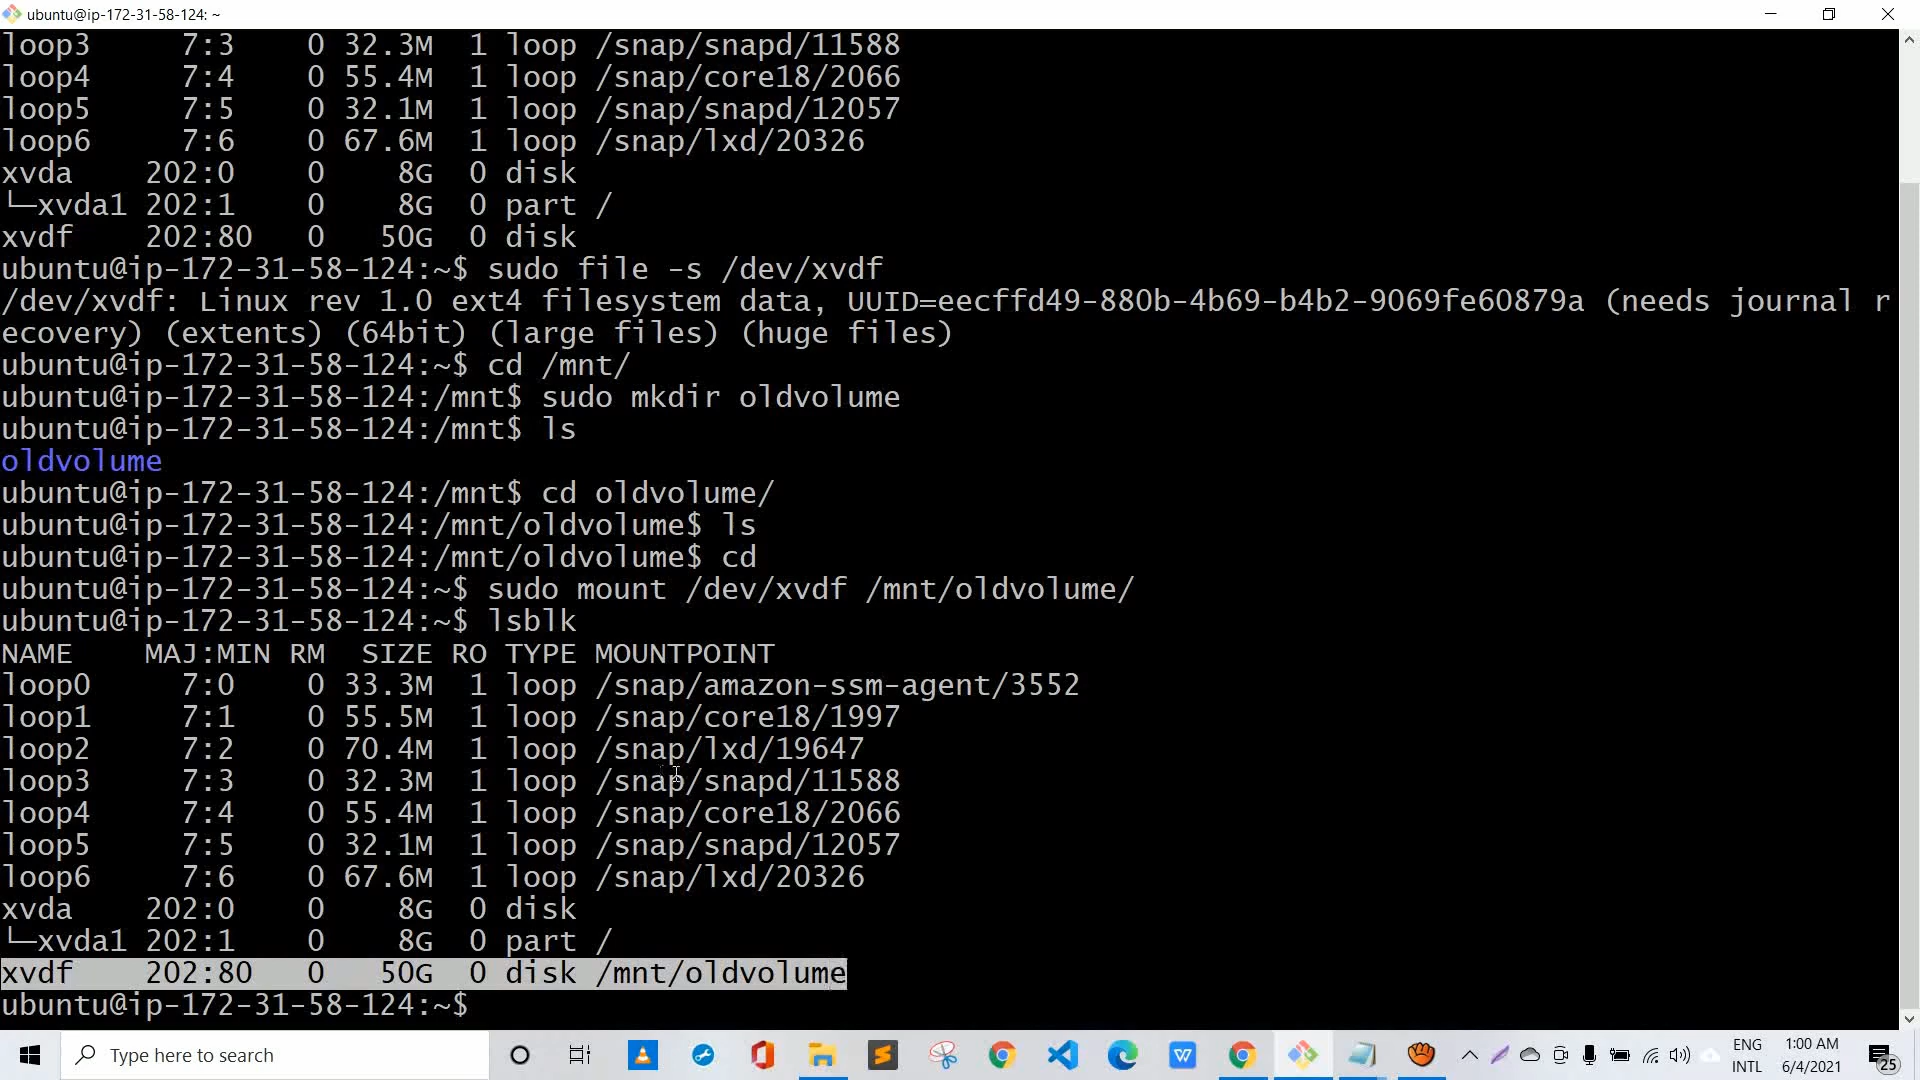 ubuntu@ip-172-31-58-124: ~
loop3     7:3    0 32.3M  1 loop /snap/snapd/11588
loop4     7:4    0 55.4M  1 loop /snap/core18/2066
loop5     7:5    0 32.1M  1 loop /snap/snapd/12057
loop6     7:6    0 67.6M  1 loop /snap/lxd/20326
xvda    202:0    0    8G  0 disk
└─xvda1 202:1    0    8G  0 part /
xvdf    202:80   0   50G  0 disk
ubuntu@ip-172-31-58-124:~$ sudo file -s /dev/xvdf
/dev/xvdf: Linux rev 1.0 ext4 filesystem data, UUID=eecffd49-880b-4b69-b4b2-9069fe60879a (needs journal r
ecovery) (extents) (64bit) (large files) (huge files)
ubuntu@ip-172-31-58-124:~$ cd /mnt/
ubuntu@ip-172-31-58-124:/mnt$ sudo mkdir oldvolume
ubuntu@ip-172-31-58-124:/mnt$ ls
oldvolume
ubuntu@ip-172-31-58-124:/mnt$ cd oldvolume/
ubuntu@ip-172-31-58-124:/mnt/oldvolume$ ls
ubuntu@ip-172-31-58-124:/mnt/oldvolume$ cd
ubuntu@ip-172-31-58-124:~$ sudo mount /dev/xvdf /mnt/oldvolume/
ubuntu@ip-172-31-58-124:~$ lsblk
NAME    MAJ:MIN RM  SIZE RO TYPE MOUNTPOINT
loop0     7:0    0 33.3M  1 loop /snap/amazon-ssm-agent/3552
loop1     7:1    0 55.5M  1 loop /snap/core18/1997
loop2     7:2    0 70.4M  1 loop /snap/lxd/19647
loop3     7:3    0 32.3M  1 loop /snap/snapd/11588
loop4     7:4    0 55.4M  1 loop /snap/core18/2066
loop5     7:5    0 32.1M  1 loop /snap/snapd/12057
loop6     7:6    0 67.6M  1 loop /snap/lxd/20326
xvda    202:0    0    8G  0 disk
└─xvda1 202:1    0    8G  0 part /
xvdf    202:80   0   50G  0 disk /mnt/oldvolume
ubuntu@ip-172-31-58-124:~$
Type here to search
ENG
INTL
1:00 AM
6/4/2021
25